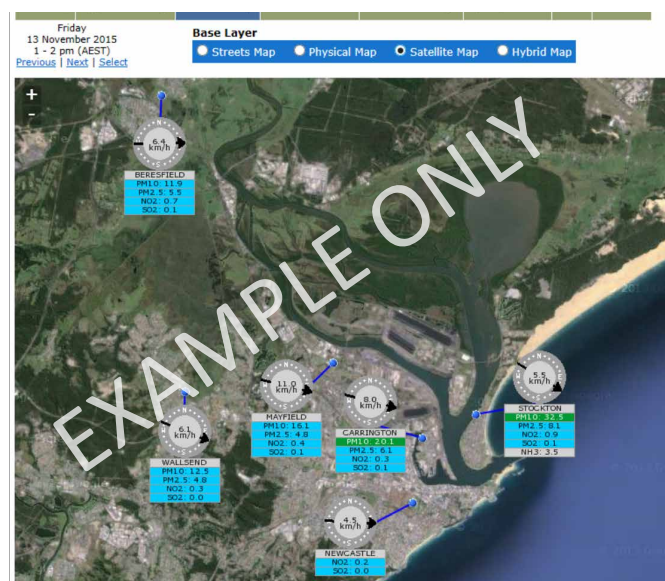 Friday
13 November 2015
1 - 2 pm (AEST)
Previous | Next | Select
Base Layer
Streets Map
Physical Map
Satellite Map
Hybrid Map
+
-
N
6.4
km/h
BERESFIELD
PM10: 11.9
PM2.5: 5.5
NO2: 0.7
SO2: 0.1
EXAMPLE ONLY
N
11.0
km/h
MAYFIELD
PM10: 16.1
PM2.5: 4.8
NO2: 0.4
SO2: 0.1
N
8.0
km/h
CARRINGTON
PM10: 20.1
PM2.5: 6.1
NO2: 0.3
SO2: 0.1
N
5.5
km/h
STOCKTON
PM10: 32.5
PM2.5: 8.1
NO2: 0.9
SO2: 0.1
NH3: 3.5
N
6.1
km/h
WALLSEND
PM10: 12.5
PM2.5: 4.8
NO2: 0.3
SO2: 0.0
N
4.5
km/h
NEWCASTLE
NO2: 0.2
SO2: 0.0